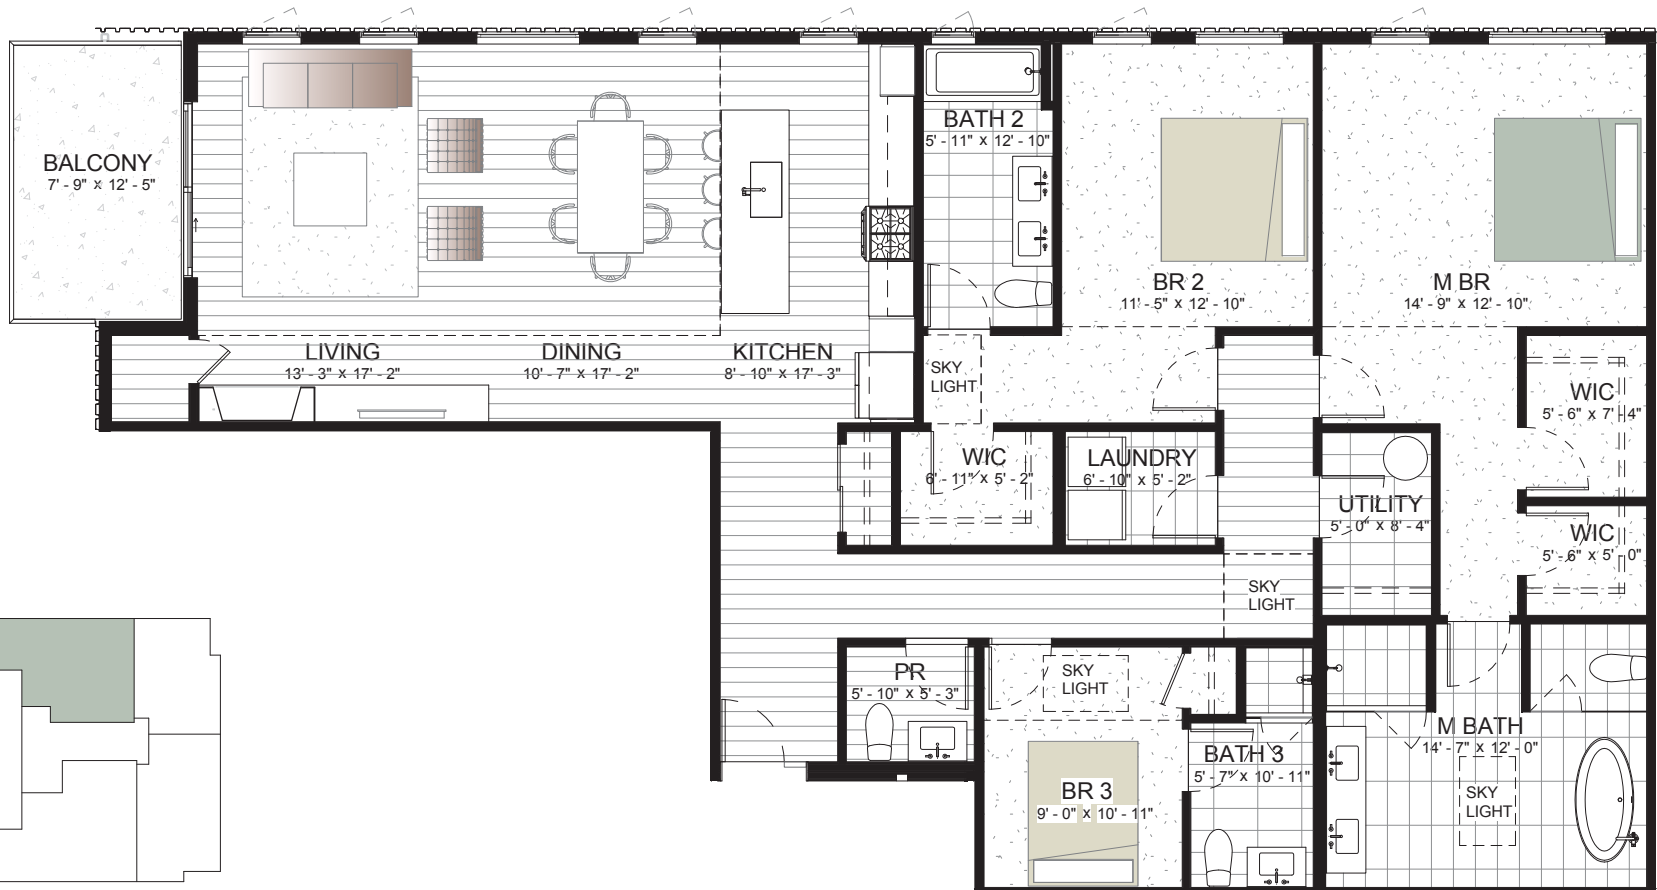 BALCONY
7' - 9" x 12' - 5"
LIVING
13' - 3" x 17' - 2"
DINING
10' - 7" x 17' - 2"
KITCHEN
8' - 10" x 17' - 3"
BATH 2
5' - 11" x 12' - 10"
BR 2
11' - 5" x 12' - 10"
M BR
14' - 9" x 12' - 10"
SKY
LIGHT
WIC
5' - 6" x 7' - 4"
WIC
6' - 11" x 5' - 2"
LAUNDRY
6' - 10" x 5' - 2"
UTILITY
5' - 0" x 8' - 4"
WIC
5' - 6" x 5' - 0"
SKY
LIGHT
PR
5' - 10" x 5' - 3"
SKY
LIGHT
BR 3
9' - 0" x 10' - 11"
BATH 3
5' - 7" x 10' - 11"
M BATH
14' - 7" x 12' - 0"
SKY
LIGHT